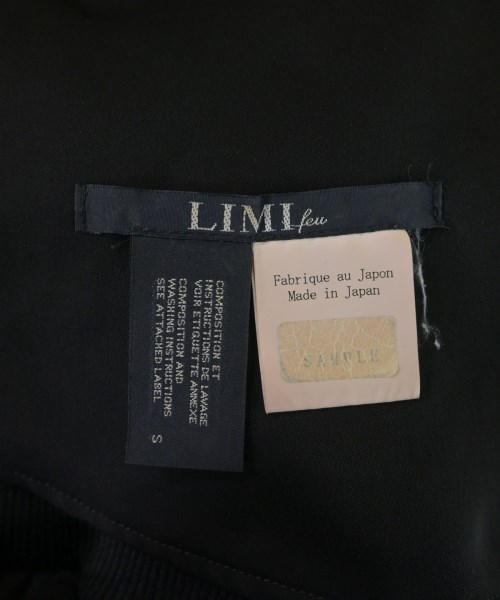 LIMI feu
COMPOSITION ET
INSTRUCTIONS DE LAVAGE
VOIR ETIQUETTE ANNEXE
COMPOSITION AND
WASHING INSTRUCTIONS
SEE ATTACHED LABEL
S
Fabrique au Japon
Made in Japan
SAMPLE